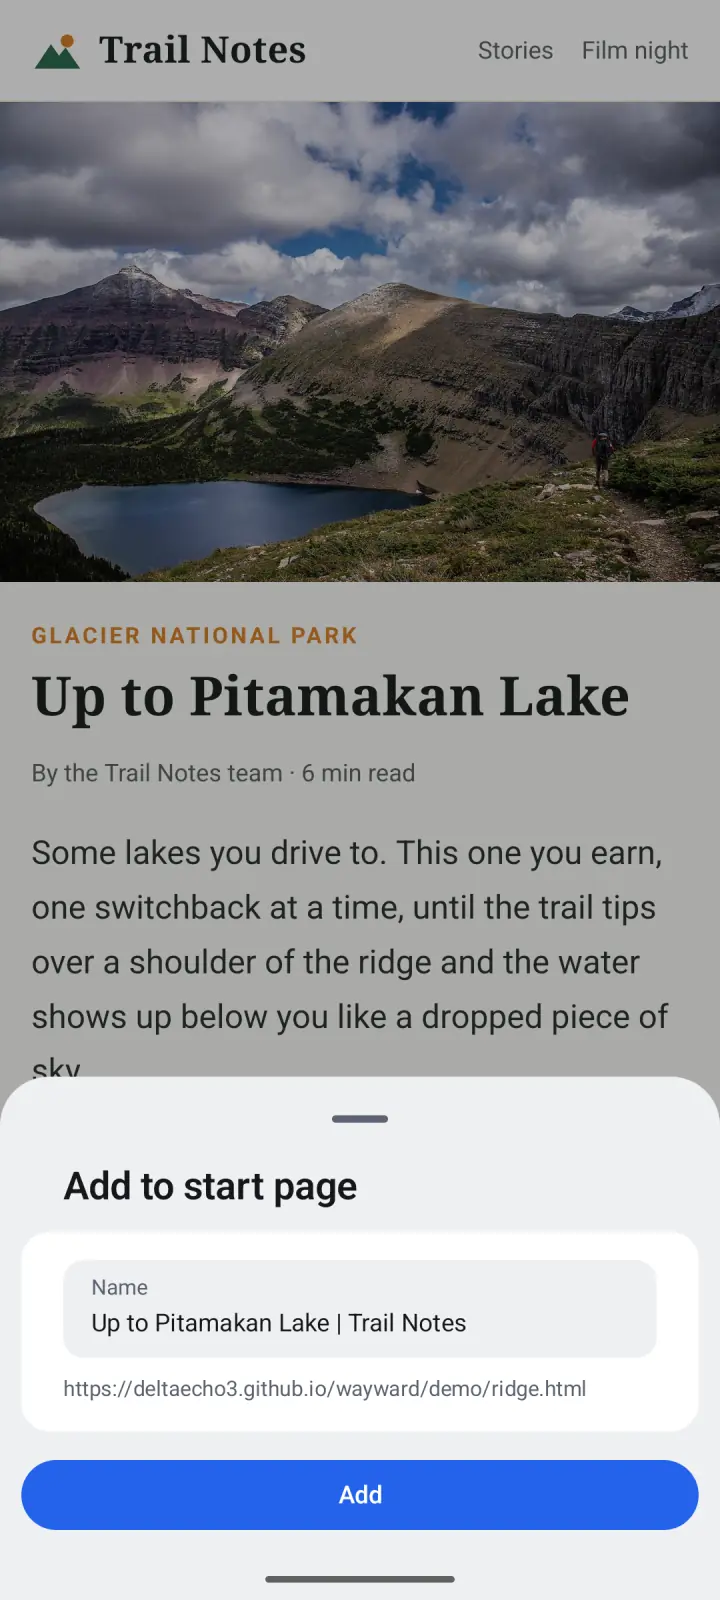 Trail Notes
Stories
Film night
GLACIER NATIONAL PARK
Up to Pitamakan Lake
By the Trail Notes team · 6 min read
Some lakes you drive to. This one you earn,
one switchback at a time, until the trail tips
over a shoulder of the ridge and the water
shows up below you like a dropped piece of
sky
Add to start page
Name
Up to Pitamakan Lake | Trail Notes
https://deltaecho3.github.io/wayward/demo/ridge.html
Add